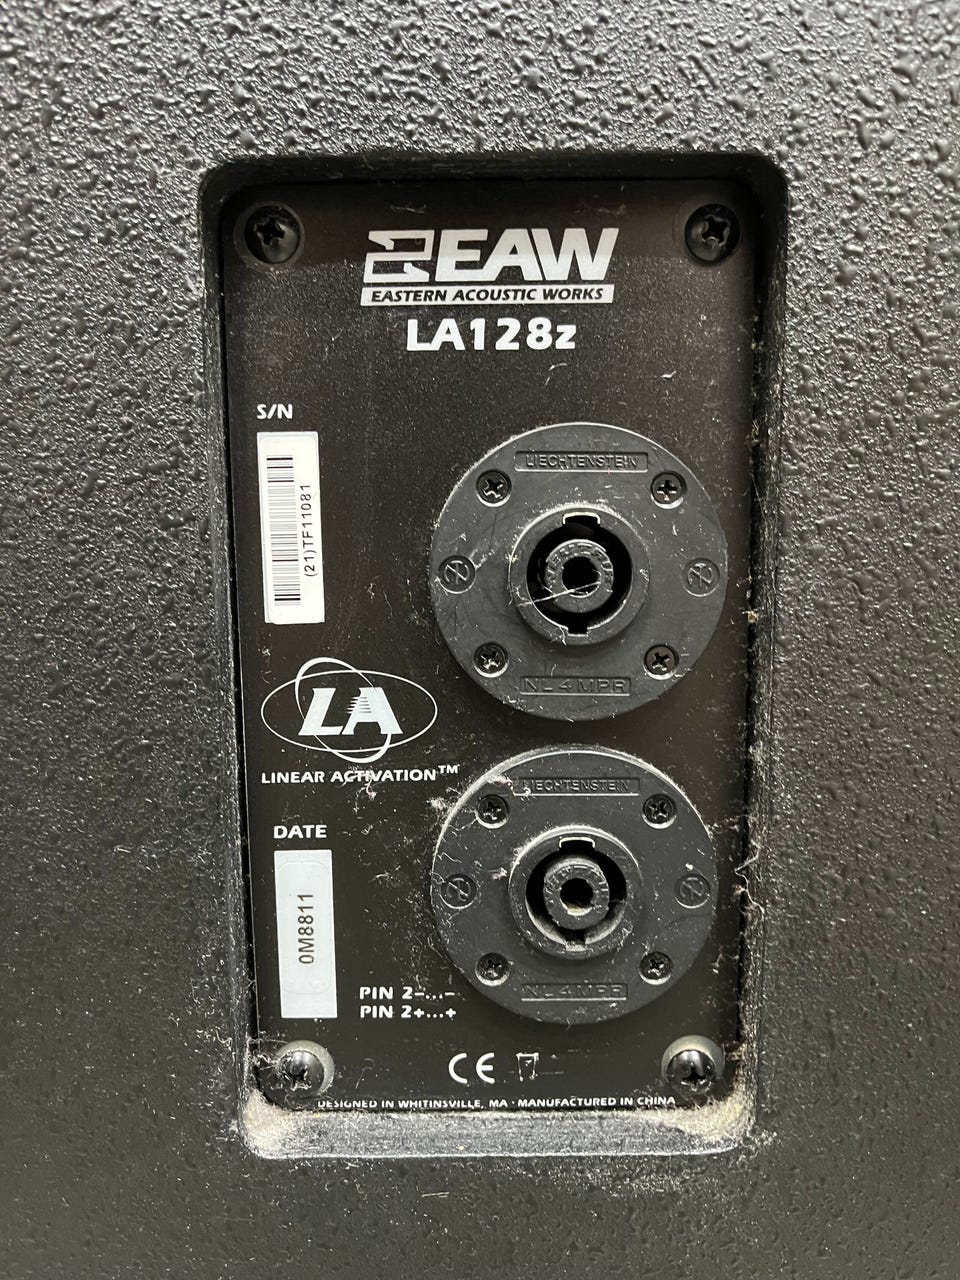 EAW
EASTERN ACOUSTIC WORKS
LA128z
S/N
(21)TF11081
LIECHTENSTEIN
NL4MPR
LA
LINEAR ACTIVATION™
LIECHTENSTEIN
DATE
0M8811
NL4MPR
PIN 2-...-
PIN 2+...+
CE
DESIGNED IN WHITINSVILLE, MA · MANUFACTURED IN CHINA